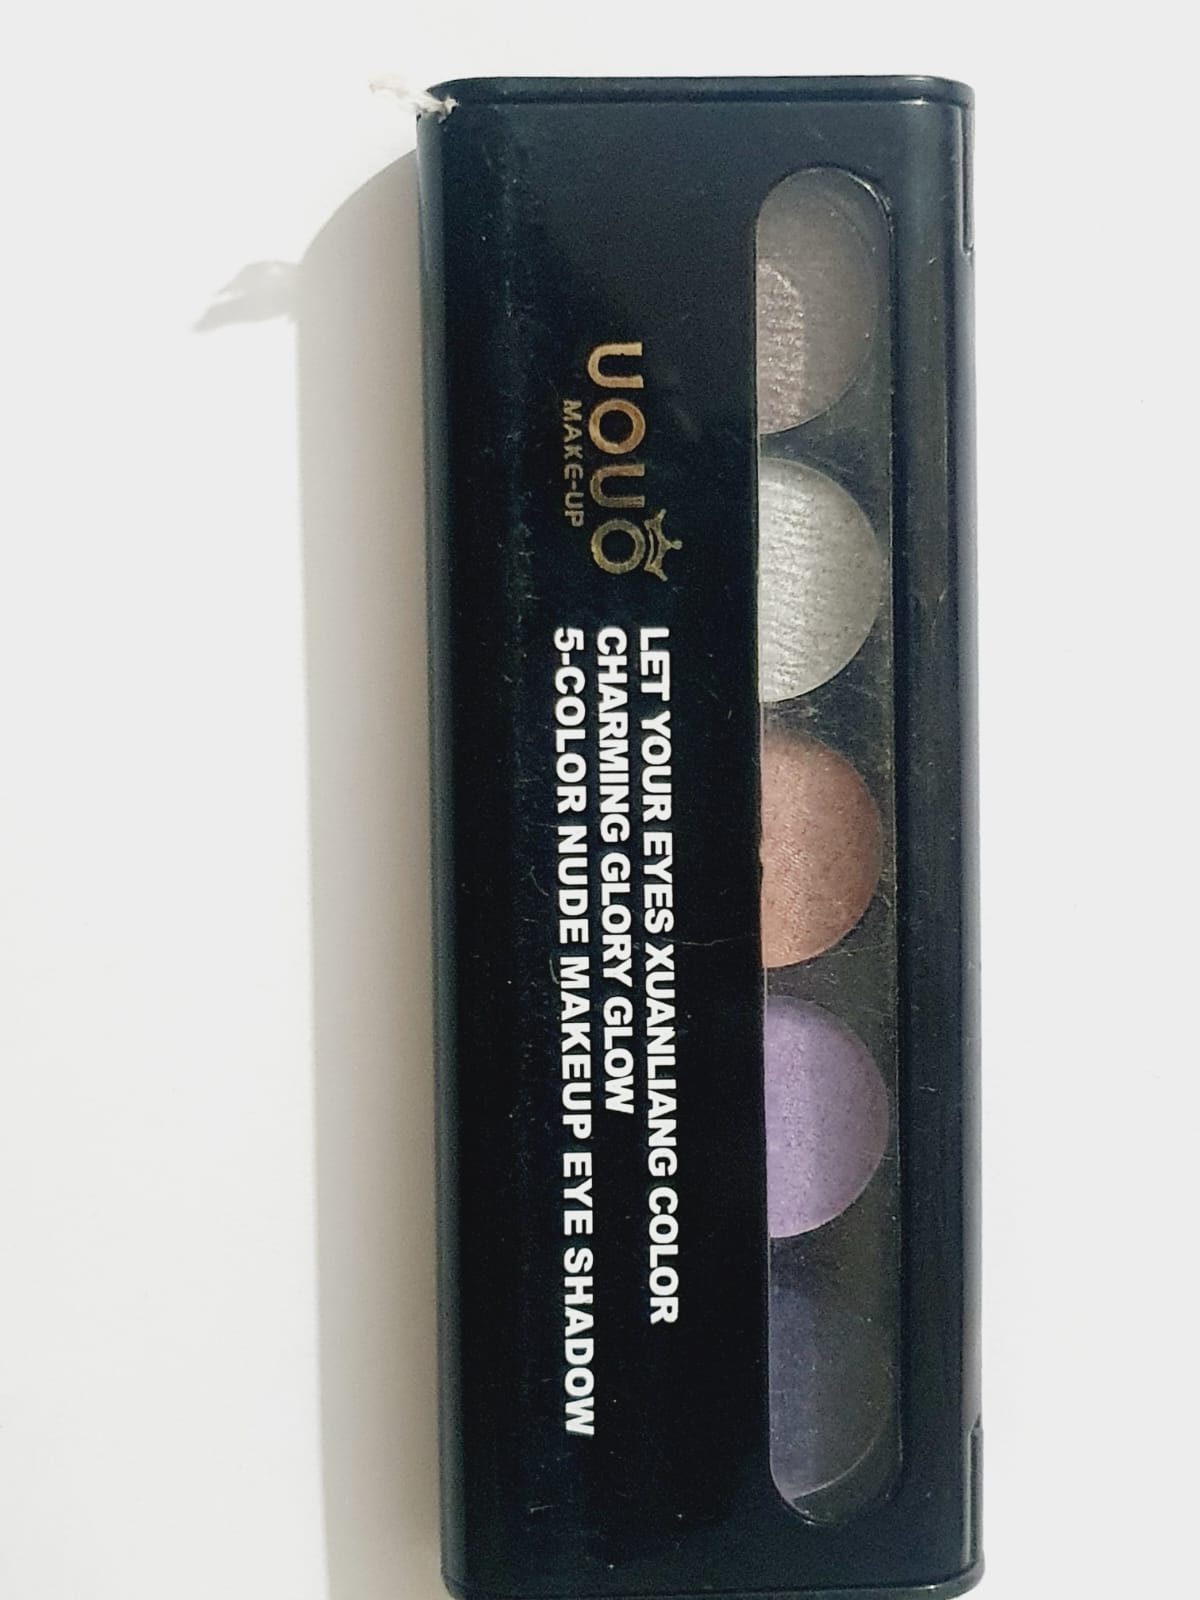 UOUO
MAKE-UP
LET YOUR EYES XUANLIANG COLOR
CHARMING GLORY GLOW
5-COLOR NUDE MAKEUP EYE SHADOW